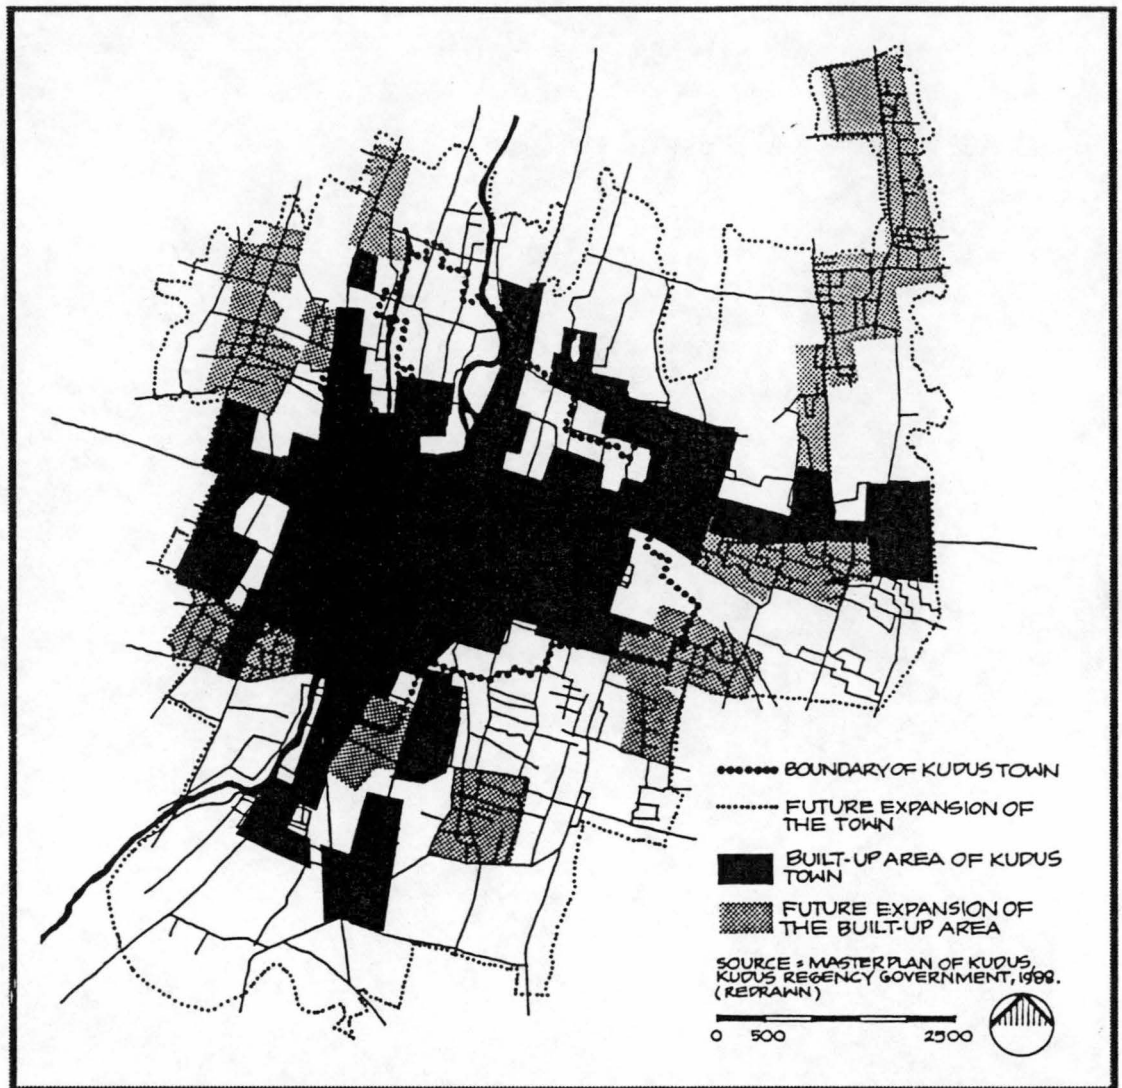 BOUNDARY OF KUDUS TOWN
FUTURE EXPANSION OF
THE TOWN
BUILT-UP AREA OF KUDUS
TOWN
FUTURE EXPANSION OF
THE BUILT-UP AREA
SOURCE : MASTERPLAN OF KUDUS,
KUDUS REGENCY GOVERNMENT, 1988.
(REDRAWN)
0 500 2500